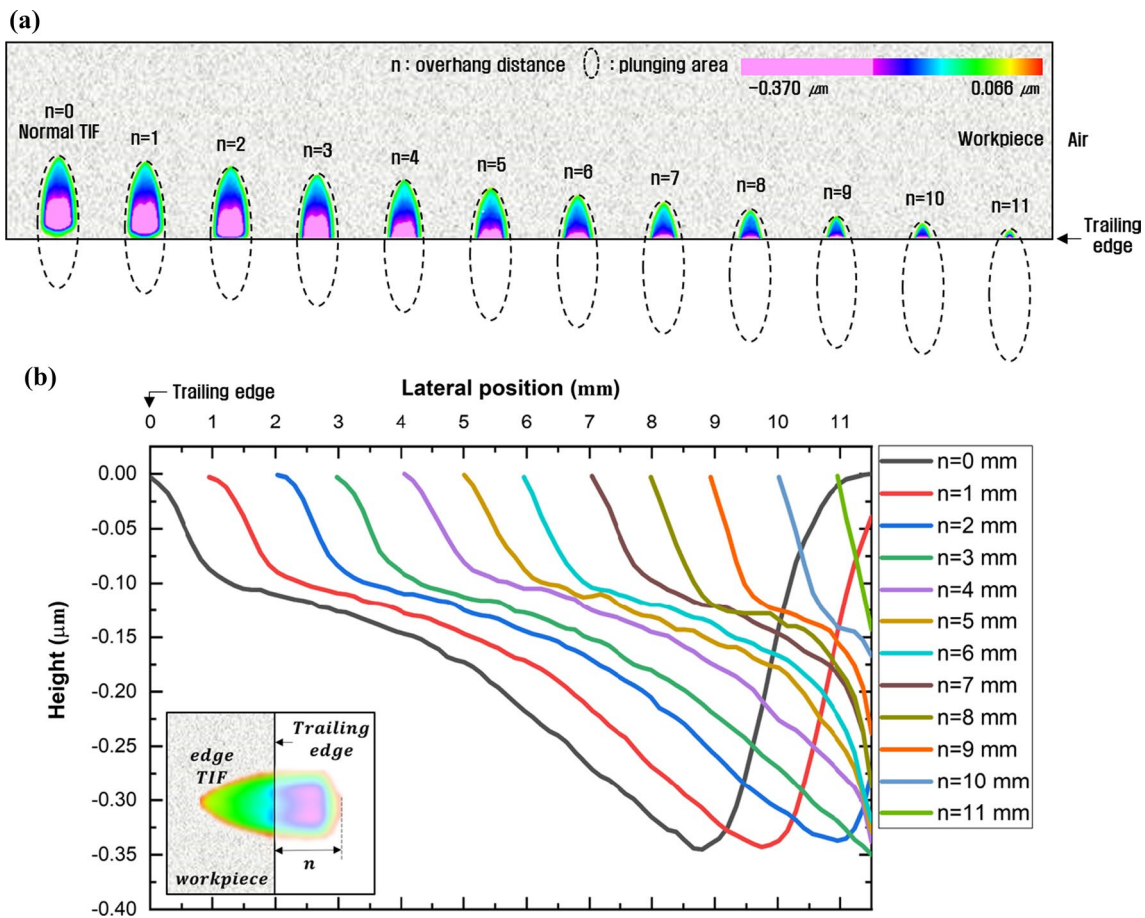 (a)
n : overhang distance : plunging area
-0.370 μm 0.066 μm
n=0
Normal TIF
n=1
n=2
n=3
n=4
n=5
n=6
n=7
n=8
n=9
n=10
n=11
Workpiece
Air
Trailing
edge
(b)
Trailing edge
Lateral position (mm)
0 1 2 3 4 5 6 7 8 9 10 11
Height (μm)
0.00
-0.05
-0.10
-0.15
-0.20
-0.25
-0.30
-0.35
-0.40
n=0 mm
n=1 mm
n=2 mm
n=3 mm
n=4 mm
n=5 mm
n=6 mm
n=7 mm
n=8 mm
n=9 mm
n=10 mm
n=11 mm
Trailing
edge
edge
TIF
n
workpiece